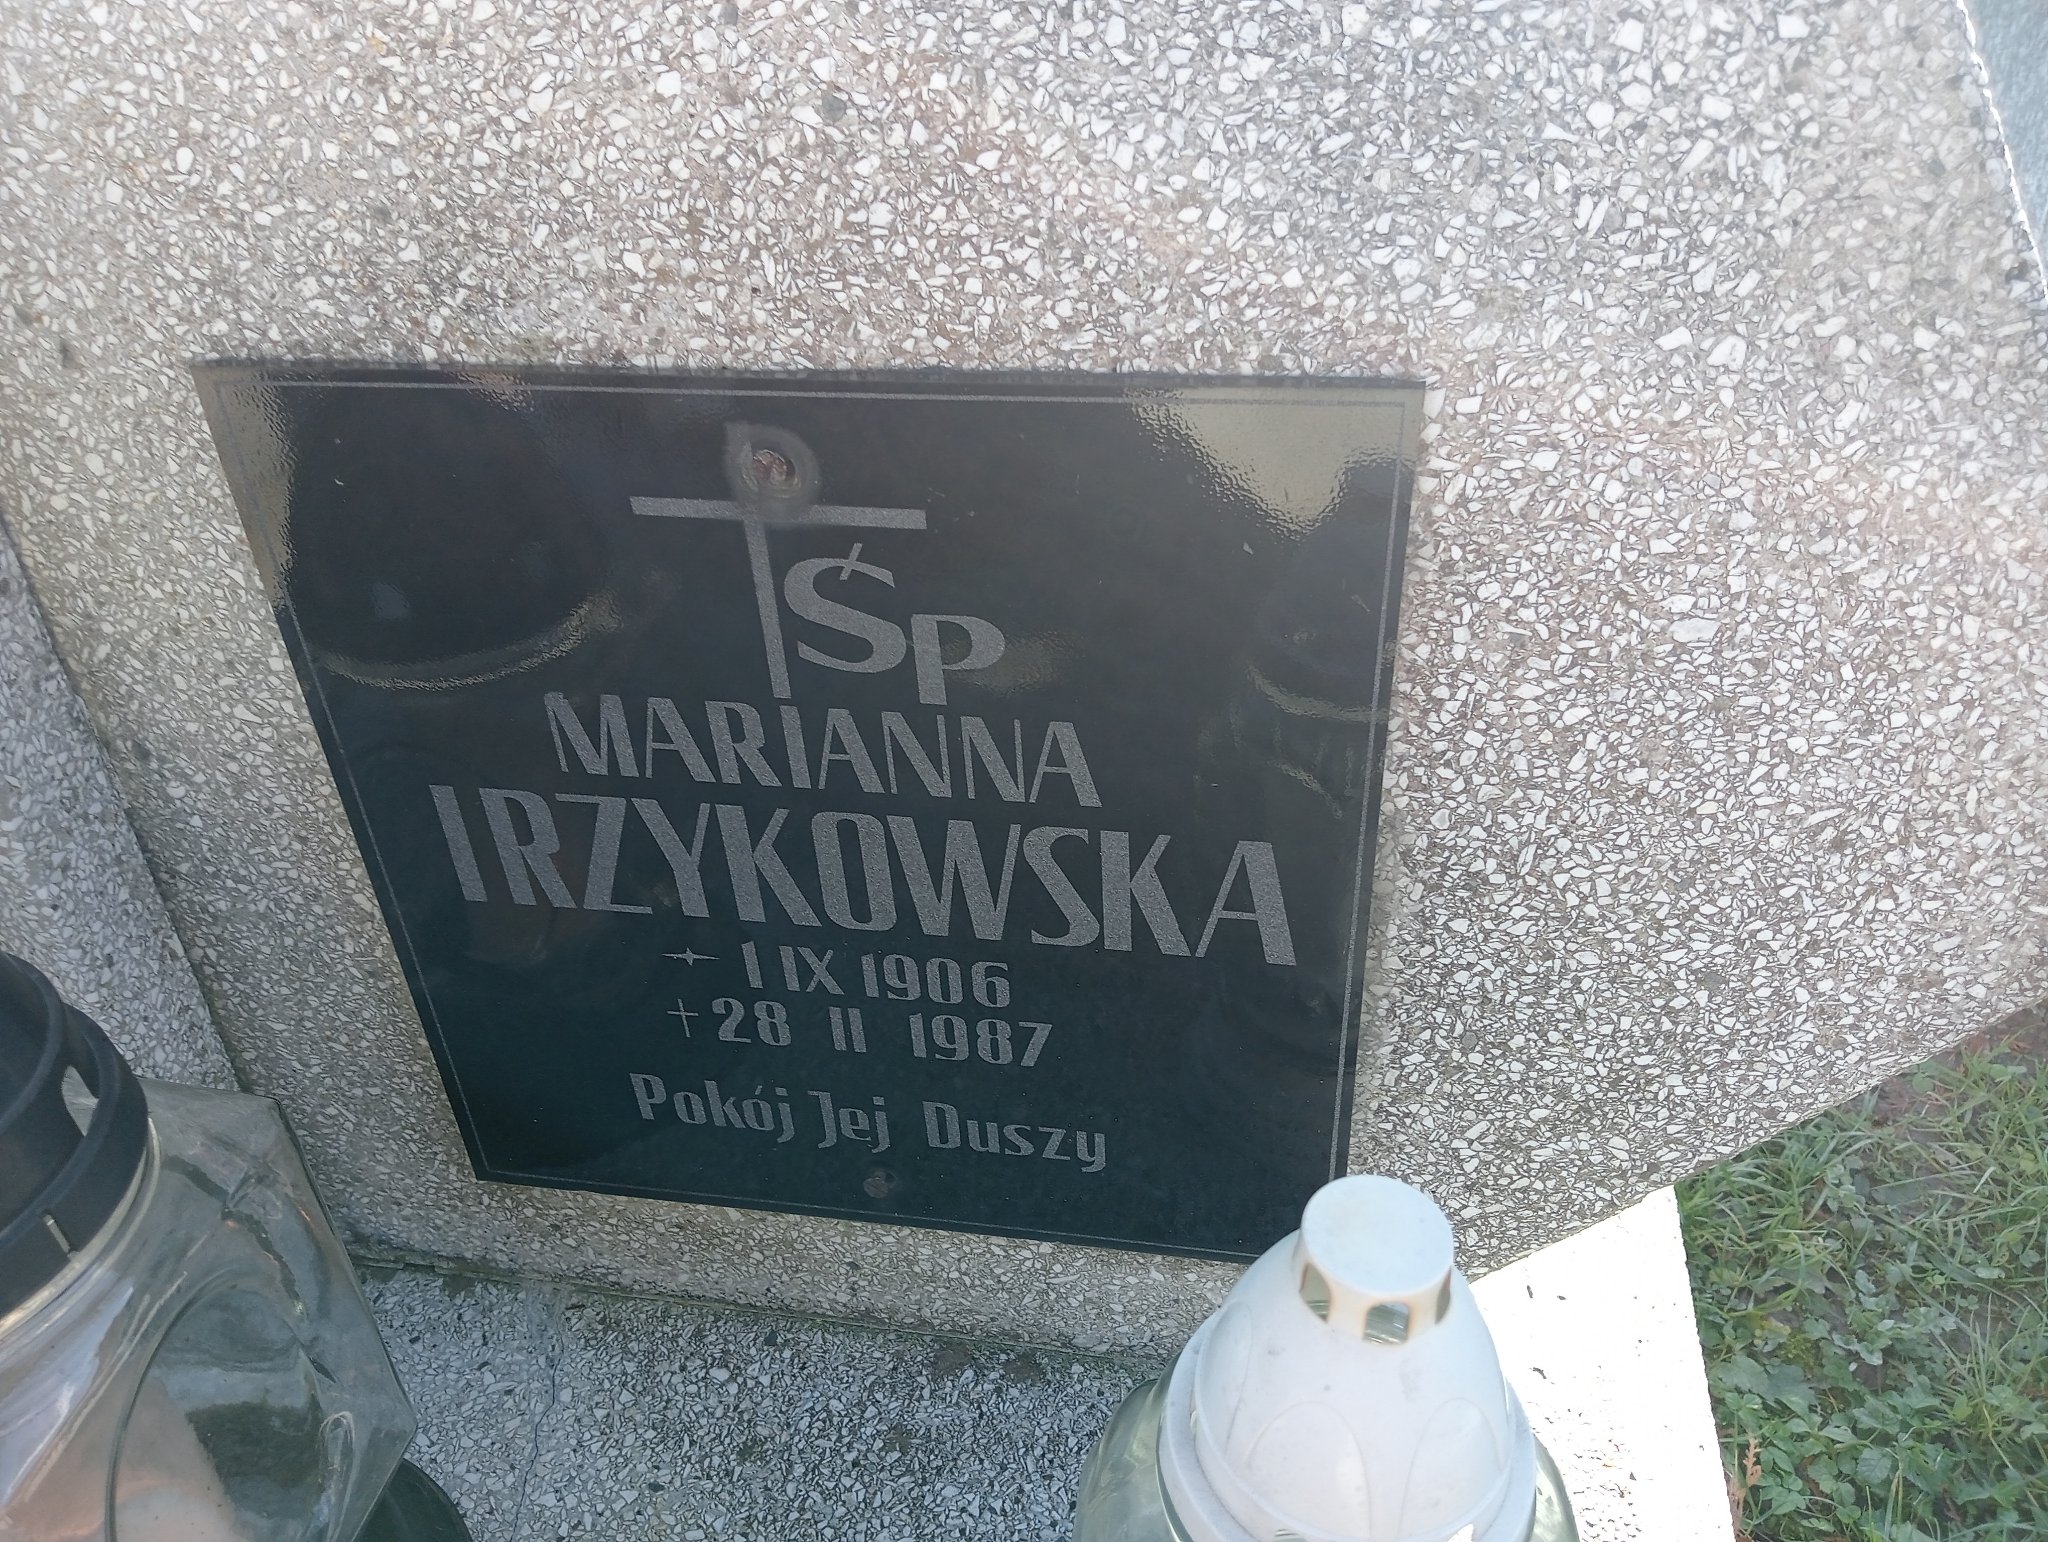 Śp
MARIANNA
IRZYKOWSKA
1 IX 1906
+ 28 II 1987
Pokój Jej Duszy